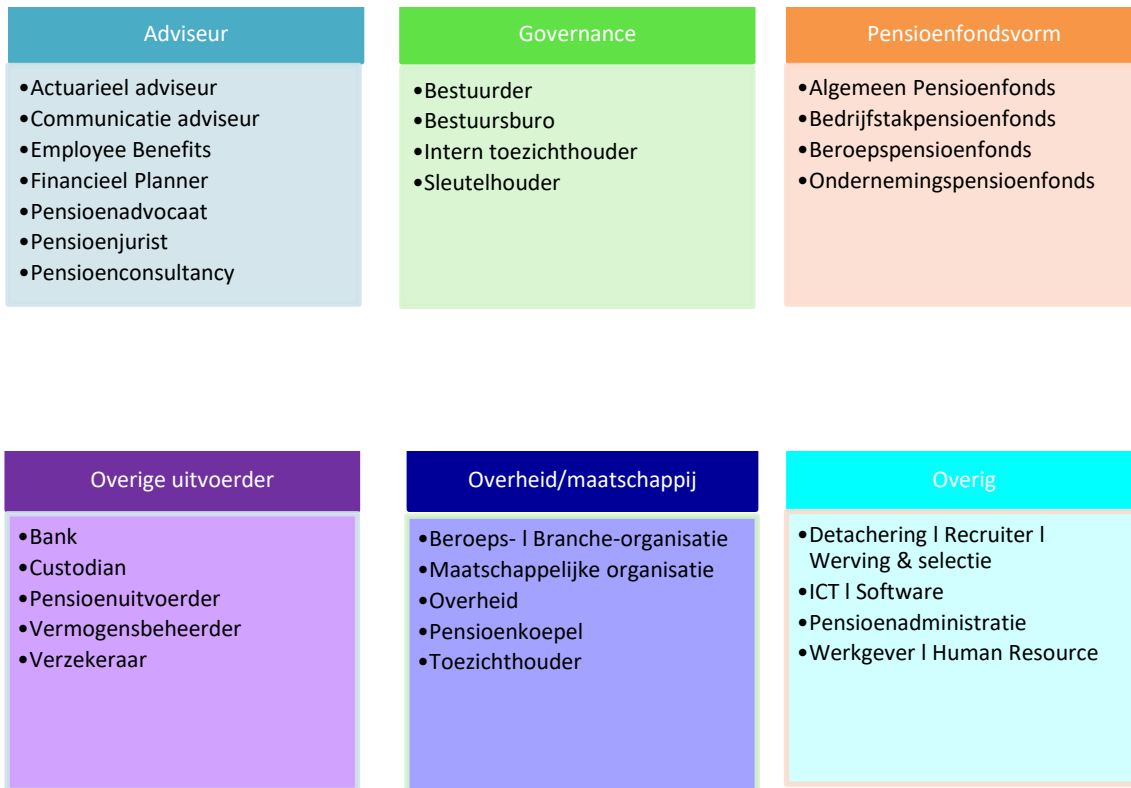 Adviseur
•Actuarieel adviseur
•Communicatie adviseur
•Employee Benefits
•Financieel Planner
•Pensioenadvocaat
•Pensioenjurist
•Pensioenconsultancy
Governance
•Bestuurder
•Bestuursburo
•Intern toezichthouder
•Sleutelhouder
Pensioenfondsvorm
•Algemeen Pensioenfonds
•Bedrijfstakpensioenfonds
•Beroepspensioenfonds
•Ondernemingspensioenfonds
Overige uitvoerder
•Bank
•Custodian
•Pensioenuitvoerder
•Vermogensbeheerder
•Verzekeraar
Overheid/maatschappij
•Beroeps- l Branche-organisatie
•Maatschappelijke organisatie
•Overheid
•Pensioenkoepel
•Toezichthouder
Overig
•Detachering l Recruiter l
Werving & selectie
•ICT l Software
•Pensioenadministratie
•Werkgever l Human Resource